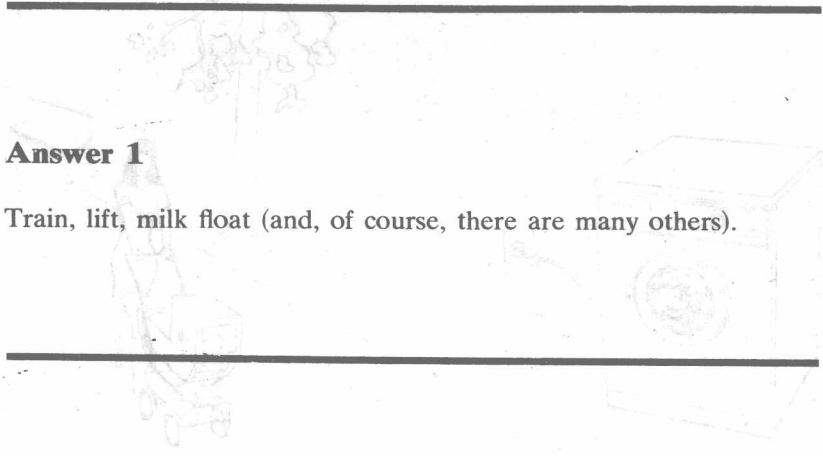 Answer 1
Train, lift, milk float (and, of course, there are many others).